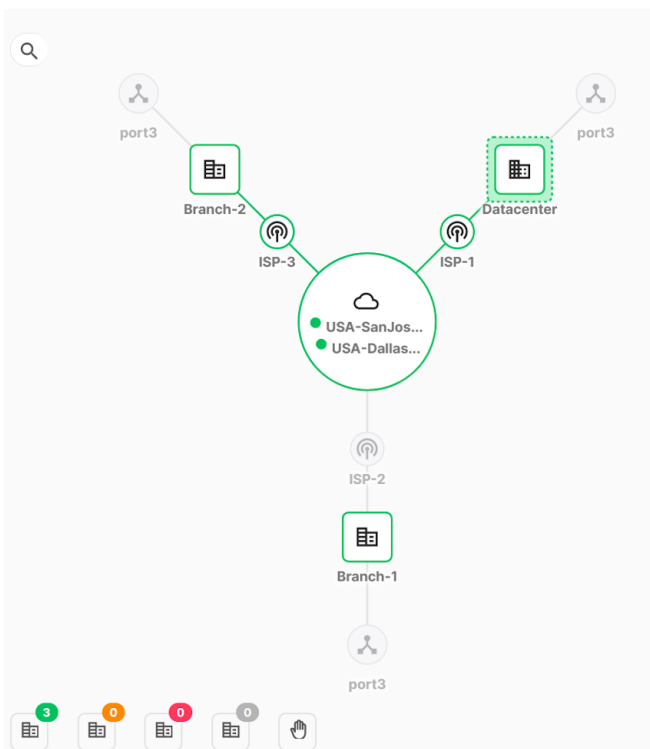 port3
port3
Branch-2
Datacenter
ISP-3
ISP-1
USA-SanJos...
USA-Dallas...
ISP-2
Branch-1
port3
3
0
0
0